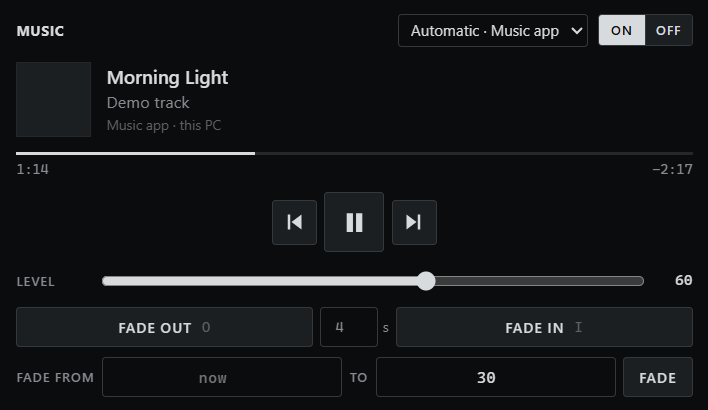 MUSIC Automatic · Music app ON OFF
Morning Light
Demo track
Music app · this PC
1:14 −2:17
LEVEL 60
FADE OUT O 4 s FADE IN I
FADE FROM now TO 30 FADE